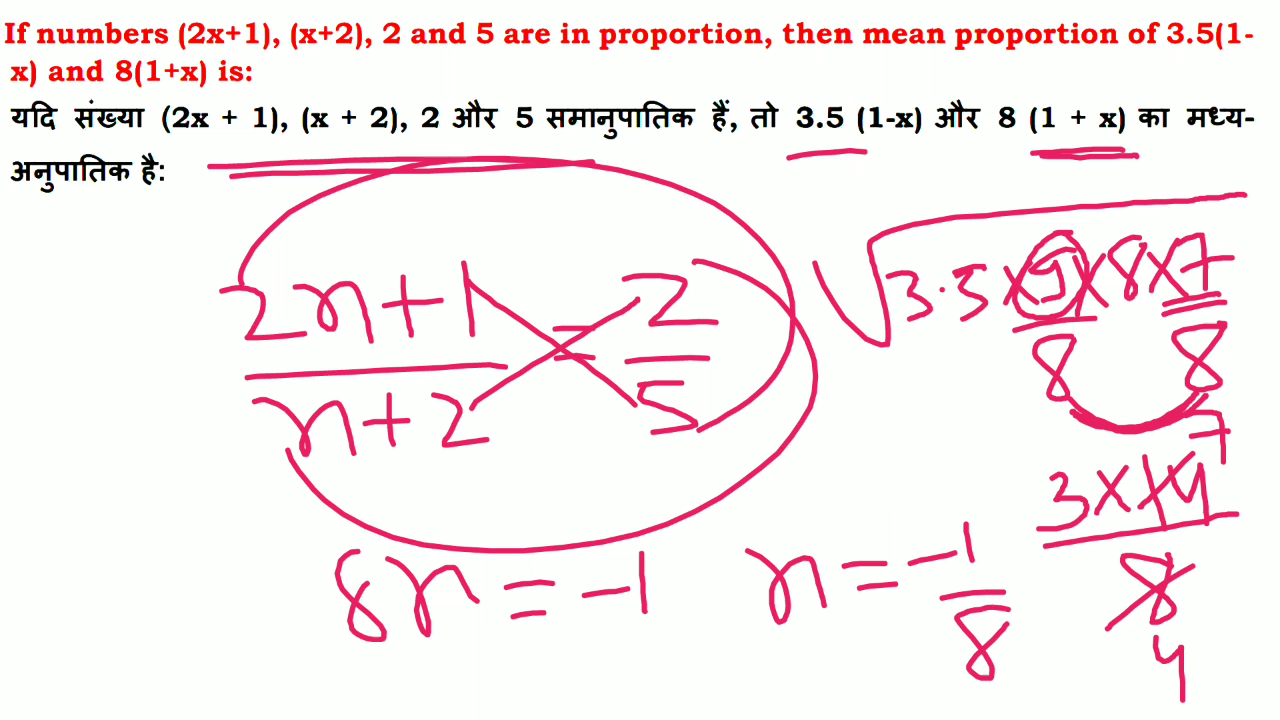 If numbers (2x+1), (x+2), 2 and 5 are in proportion, then mean proportion of 3.5(1-
x) and 8(1+x) is:
यदि संख्या (2x + 1), (x + 2), 2 और 5 समानुपातिक हैं, तो 3.5 (1-x) और 8 (1 + x) का मध्य-
अनुपातिक है:
2x+1 = 2
x+2 5
√3.5 × 9 × 8 × 7
8 8
7
3 × 14
8
4
8x = -1 x = -1
8